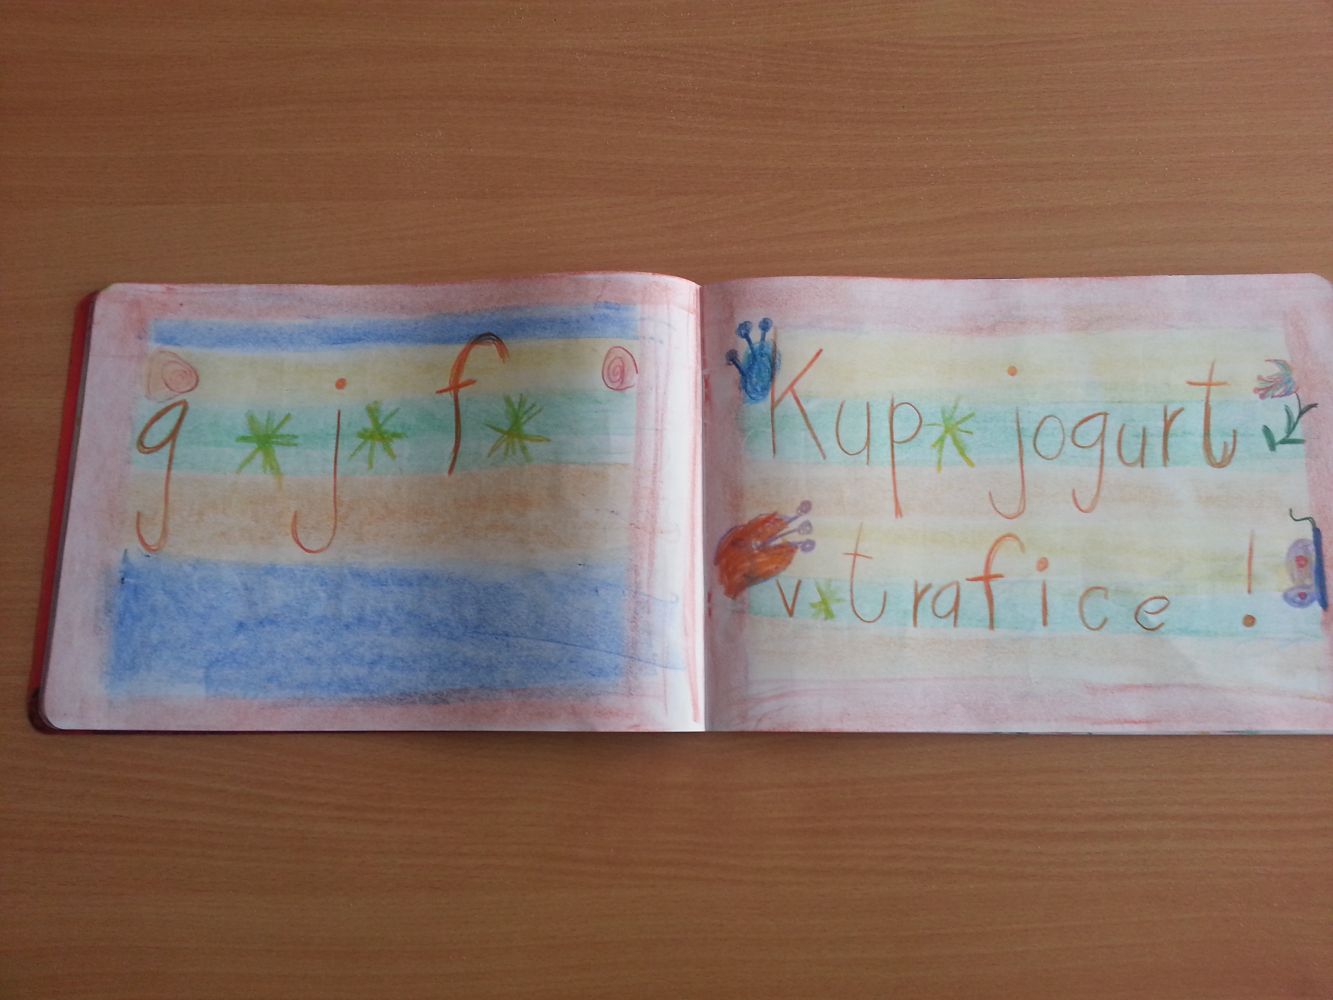 g j f
Kup jogurt
v trafice!